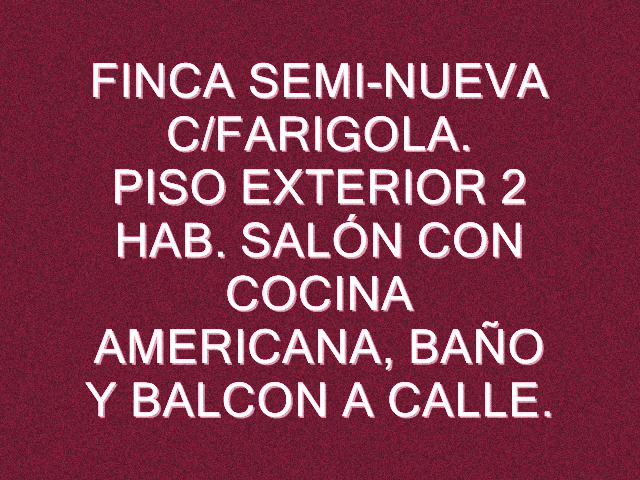 FINCA SEMI-NUEVA
C/FARIGOLA.
PISO EXTERIOR 2
HAB. SALÓN CON
COCINA
AMERICANA, BAÑO
Y BALCON A CALLE.